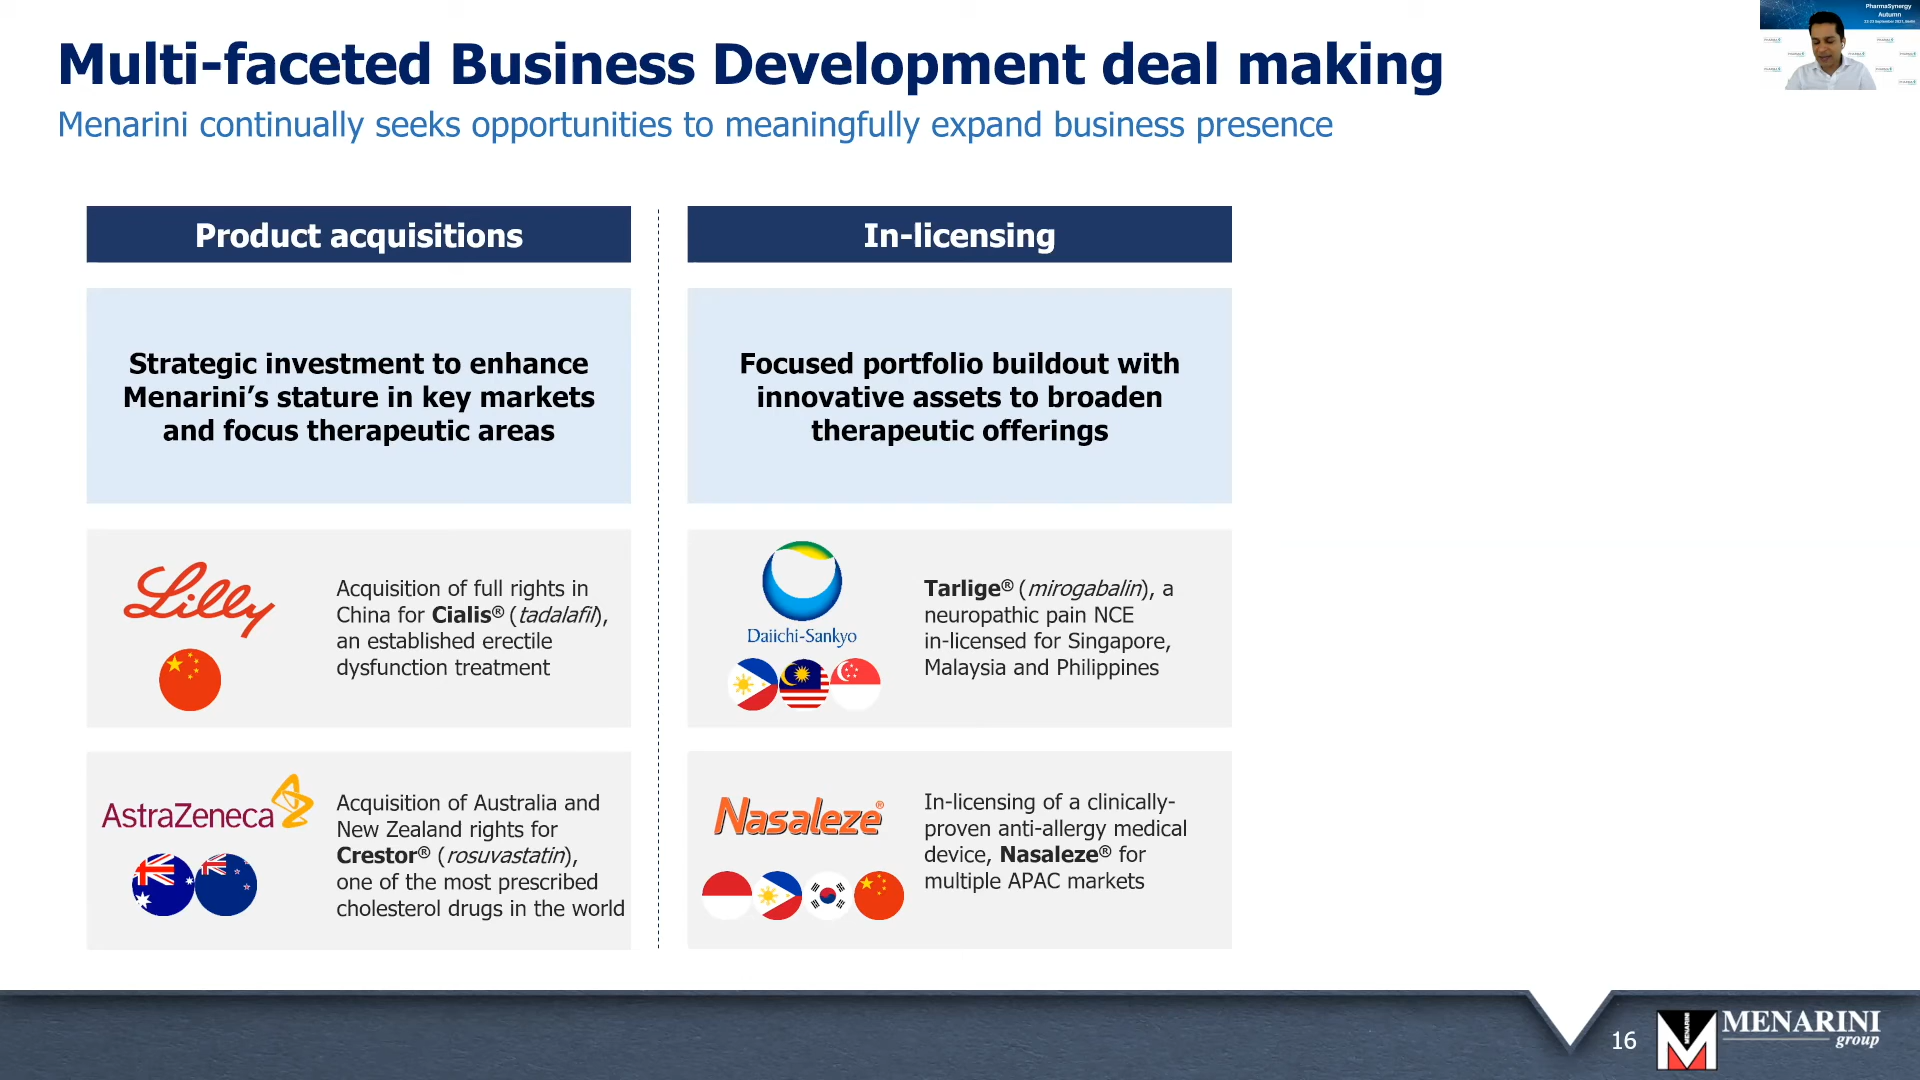 Multi-faceted Business Development deal making
Menarini continually seeks opportunities to meaningfully expand business presence
PharmaSynergy
Autumn
Product acquisitions
Strategic investment to enhance
Menarini’s stature in key markets
and focus therapeutic areas
Lilly
Acquisition of full rights in
China for Cialis® (tadalafil),
an established erectile
dysfunction treatment
AstraZeneca
Acquisition of Australia and
New Zealand rights for
Crestor® (rosuvastatin),
one of the most prescribed
cholesterol drugs in the world
In-licensing
Focused portfolio buildout with
innovative assets to broaden
therapeutic offerings
Daiichi-Sankyo
Tarlige® (mirogabalin), a
neuropathic pain NCE
in-licensed for Singapore,
Malaysia and Philippines
Nasaleze®
In-licensing of a clinically-
proven anti-allergy medical
device, Nasaleze® for
multiple APAC markets
16
MENARINI
MENARINI
group